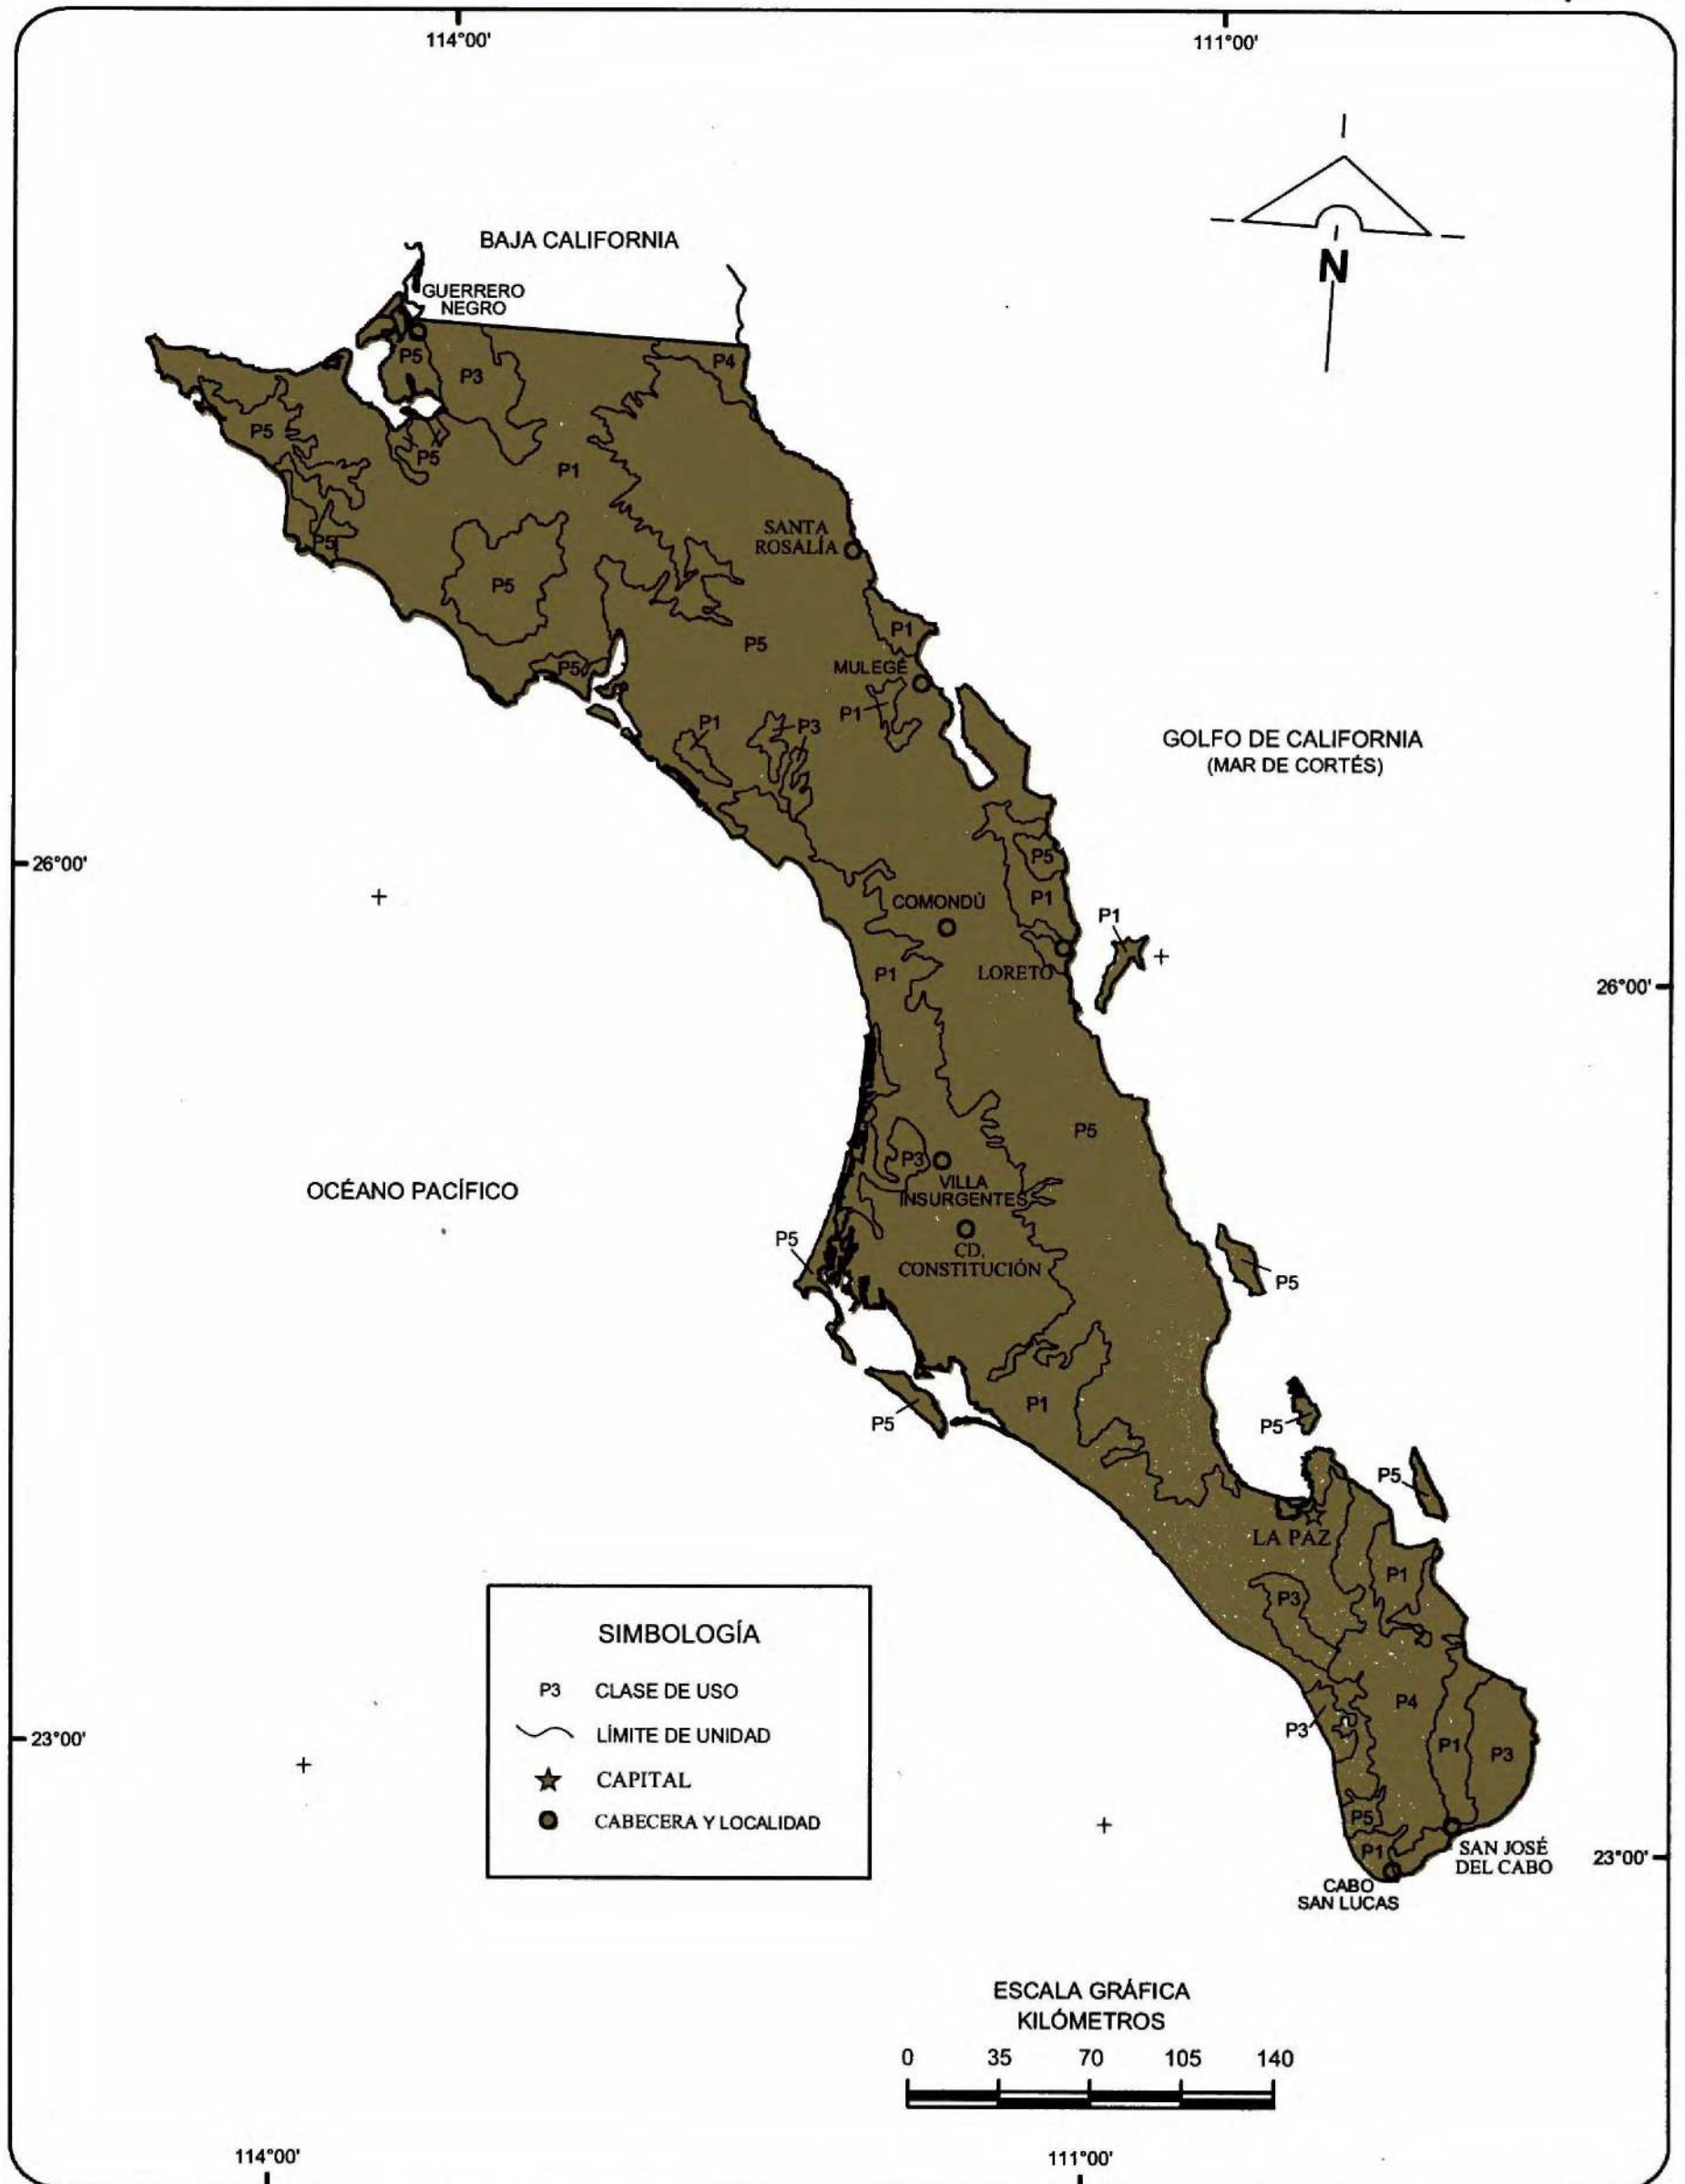 114°00'
111°00'
N
BAJA CALIFORNIA
GUERRERO
NEGRO
P5
P3
P4
P5
P5
P1
P5
SANTA
ROSALÍA
P5
P1
P5
MULEGÉ
P5
P1
P1
P3
GOLFO DE CALIFORNIA
(MAR DE CORTÉS)
26°00'
P5
P1
COMONDÚ
P1
P1
LORETO
26°00'
P5
P3
VILLA
INSURGENTES
OCÉANO PACÍFICO
P5
CD.
CONSTITUCIÓN
P5
P1
P5
P5
P5
LA PAZ
P1
P3
P4
P3
P1
P3
23°00'
P5
P1
SAN JOSÉ
DEL CABO
23°00'
CABO
SAN LUCAS
SIMBOLOGÍA
P3 CLASE DE USO
LÍMITE DE UNIDAD
CAPITAL
CABECERA Y LOCALIDAD
ESCALA GRÁFICA
KILÓMETROS
0 35 70 105 140
114°00'
111°00'